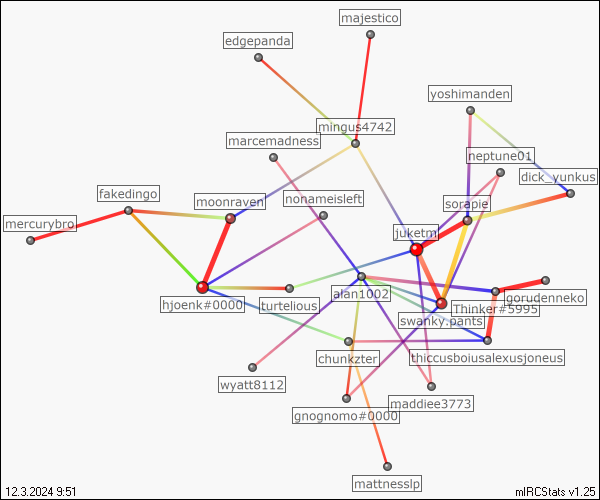 majestico
edgepanda
yoshimanden
mingus4742
marcemadness
neptune01
dick_yunkus
fakedingo
moonraven
nonameisleft
sorapie
mercurybro
juketm
alan1002
gorudenneko
hjoenk#0000
turtelious
Thinker#5995
swanky.pants
chunkzter
thiccusboiusalexusjoneus
wyatt8112
maddiee3773
gnognomo#0000
mattnesslp
12.3.2024 9:51
mIRCStats v1.25